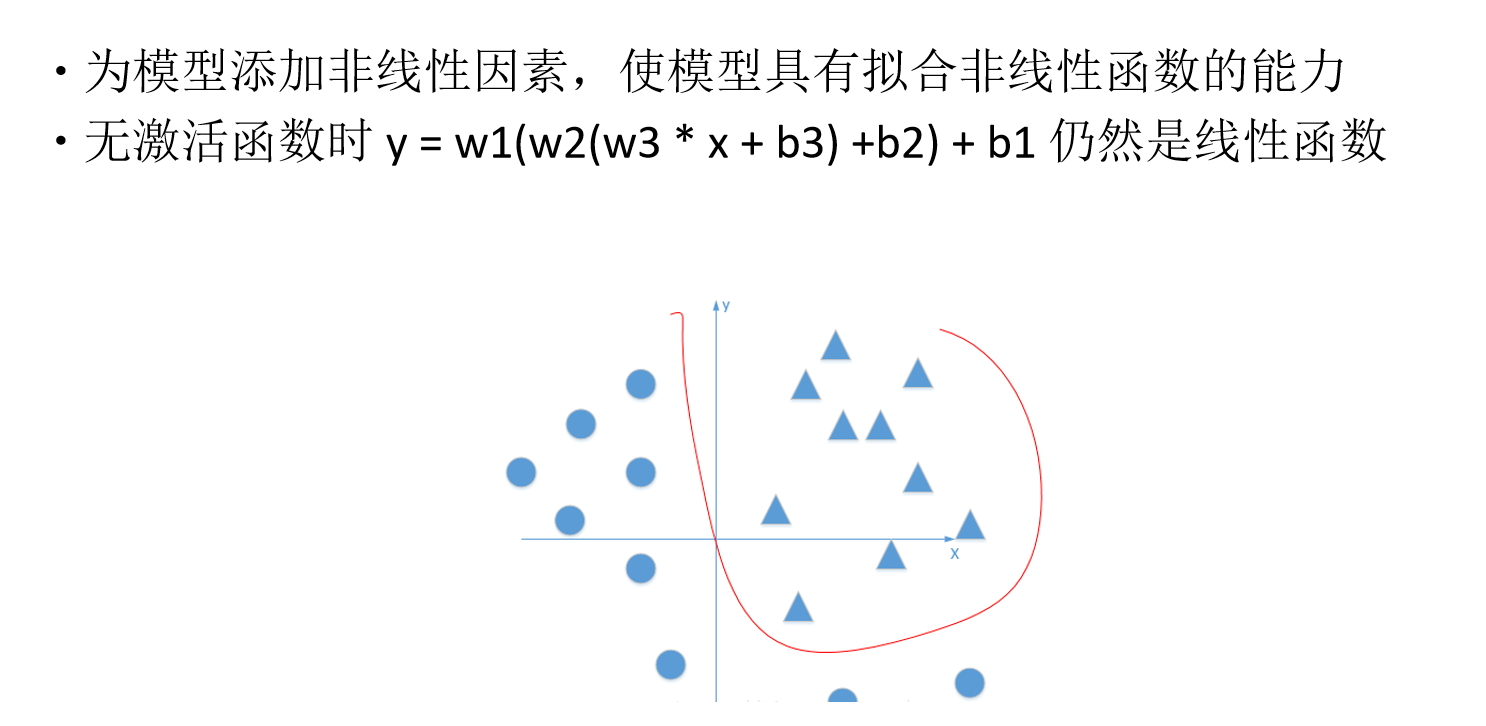 • 为模型添加非线性因素，使模型具有拟合非线性函数的能力
• 无激活函数时 y = w1(w2(w3 * x + b3) +b2) + b1 仍然是线性函数
y
x